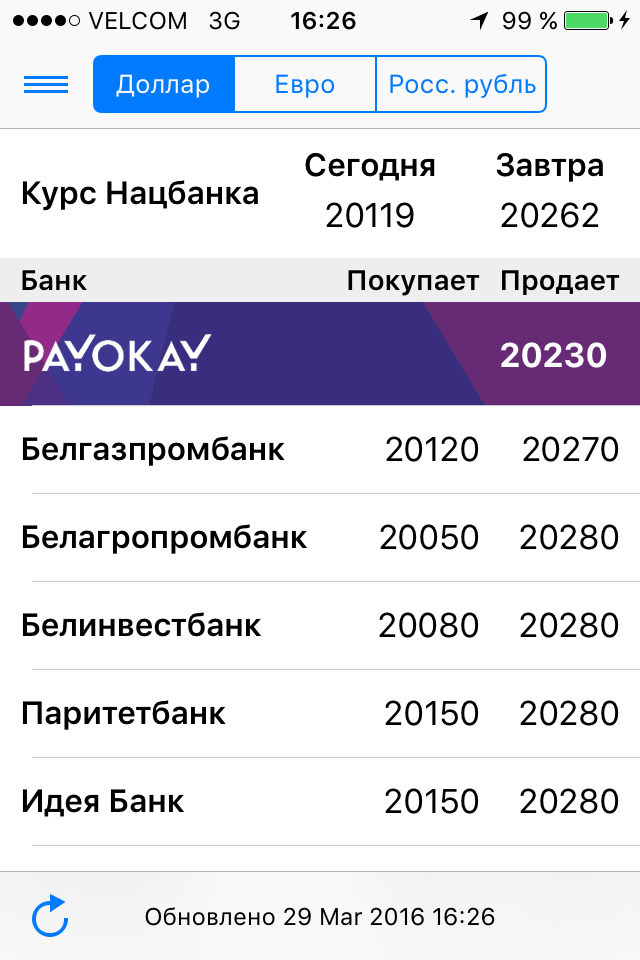 VELCOM 3G 16:26 99 %
Доллар Евро Росс. рубль
Сегодня Завтра
Курс Нацбанка
20119 20262
Банк Покупает Продает
PAYOKAY 20230
Белгазпромбанк 20120 20270
Белагропромбанк 20050 20280
Белинвестбанк 20080 20280
Паритетбанк 20150 20280
Идея Банк 20150 20280
Обновлено 29 Mar 2016 16:26